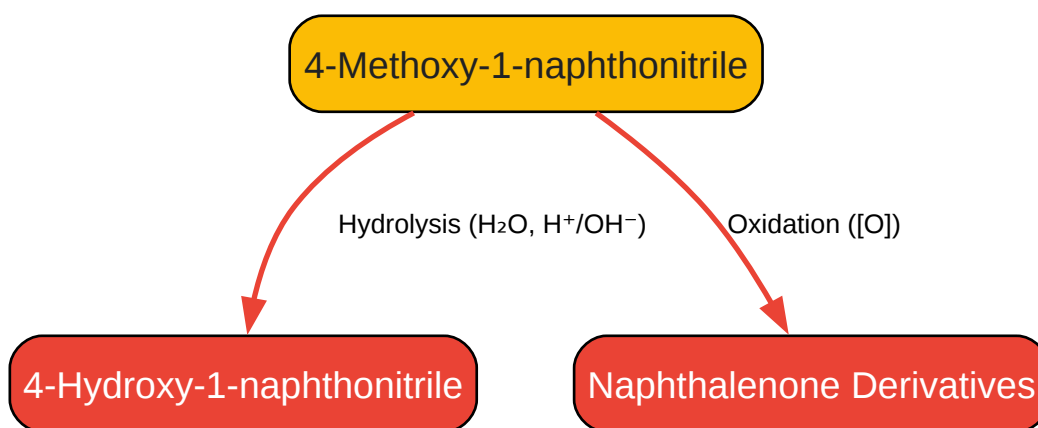 4-Methoxy-1-naphthonitrile
Hydrolysis (H₂O, H⁺/OH⁻)
Oxidation ([O])
4-Hydroxy-1-naphthonitrile
Naphthalenone Derivatives